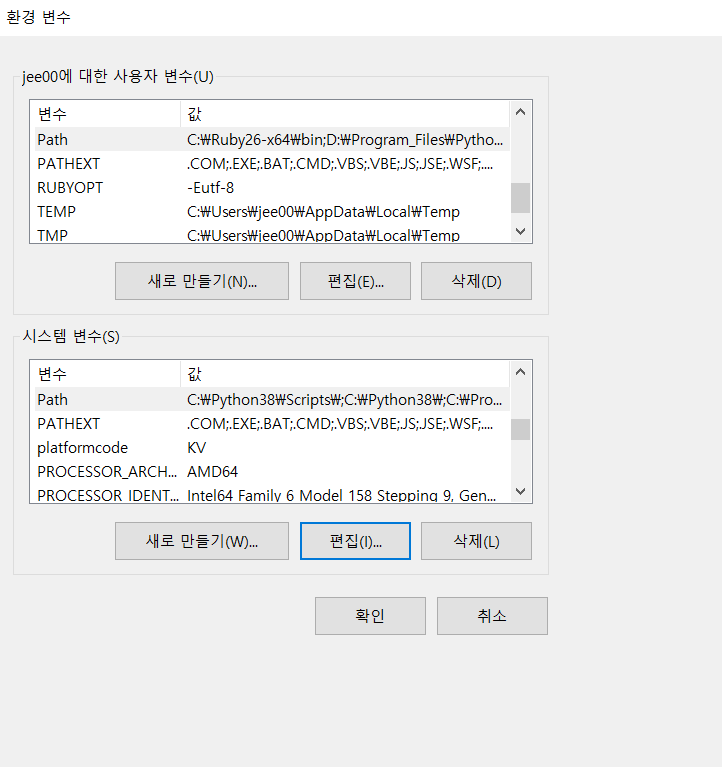 환경 변수
jee00에 대한 사용자 변수(U)
변수 값
Path C:₩Ruby26-x64₩bin;D:₩Program_Files₩Pytho...
PATHEXT .COM;.EXE;.BAT;.CMD;.VBS;.VBE;.JS;.JSE;.WSF;....
RUBYOPT -Eutf-8
TEMP C:₩Users₩jee00₩AppData₩Local₩Temp
TMP C:₩Users₩jee00₩AppData₩Local₩Temp
새로 만들기(N)... 편집(E)... 삭제(D)
시스템 변수(S)
변수 값
Path C:₩Python38₩Scripts₩;C:₩Python38₩;C:₩Pro...
PATHEXT .COM;.EXE;.BAT;.CMD;.VBS;.VBE;.JS;.JSE;.WSF;....
platformcode KV
PROCESSOR_ARCH... AMD64
PROCESSOR_IDENT... Intel64 Family 6 Model 158 Stepping 9, Gen...
새로 만들기(W)... 편집(I)... 삭제(L)
확인 취소